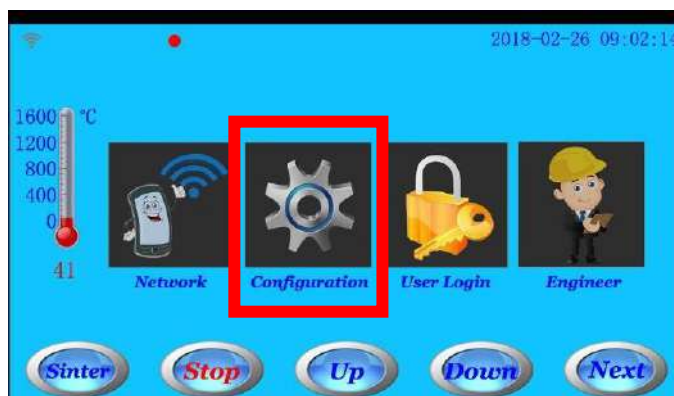 2018-02-26 09:02:14
1600 °C
1200
800
400
0
41
Network Configuration User Login Engineer
Sinter Stop Up Down Next